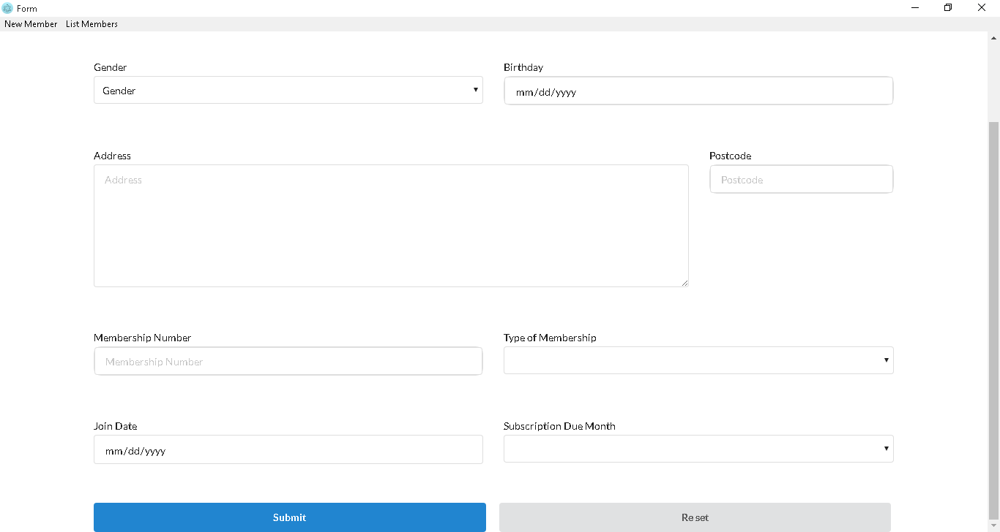 Form
New Member List Members
Gender Birthday
Gender mm/dd/yyyy
Address Postcode
Address Postcode
Membership Number Type of Membership
Membership Number
Join Date Subscription Due Month
mm/dd/yyyy
Submit Reset